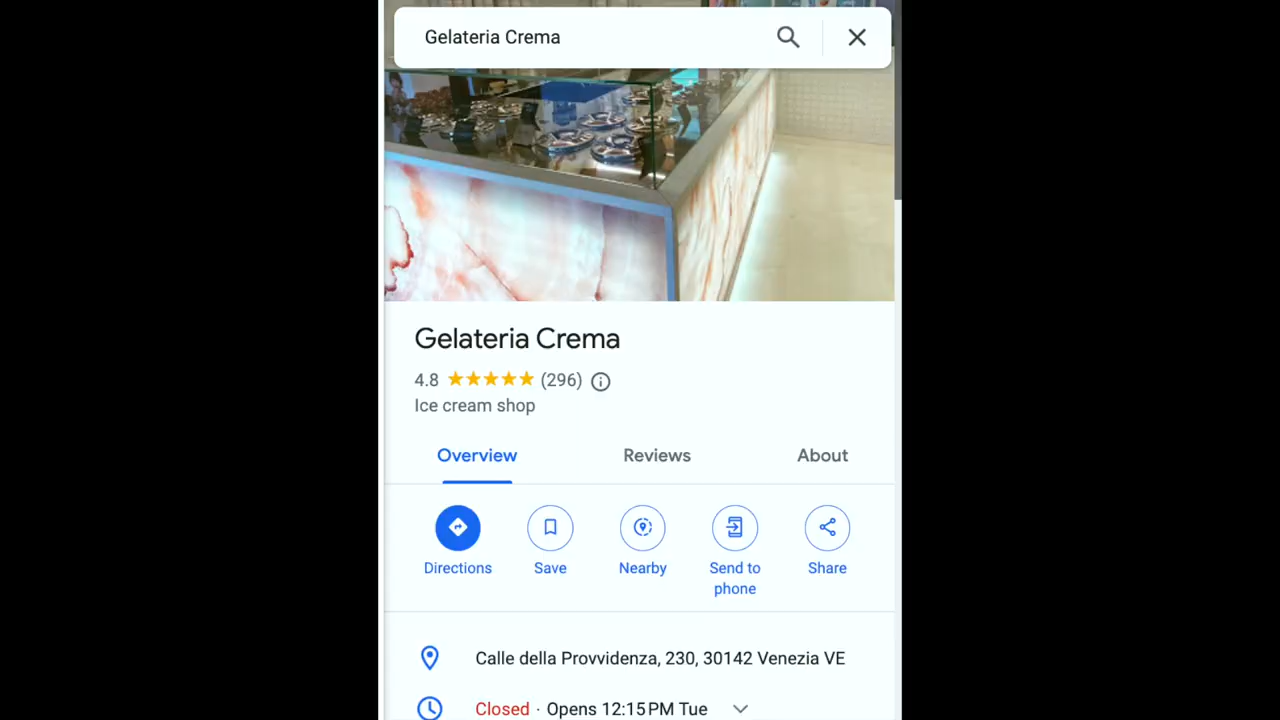 Gelateria Crema
Gelateria Crema
4.8 (296)
Ice cream shop
Overview Reviews About
Directions Save Nearby Send to phone Share
Calle della Provvidenza, 230, 30142 Venezia VE
Closed · Opens 12:15 PM Tue